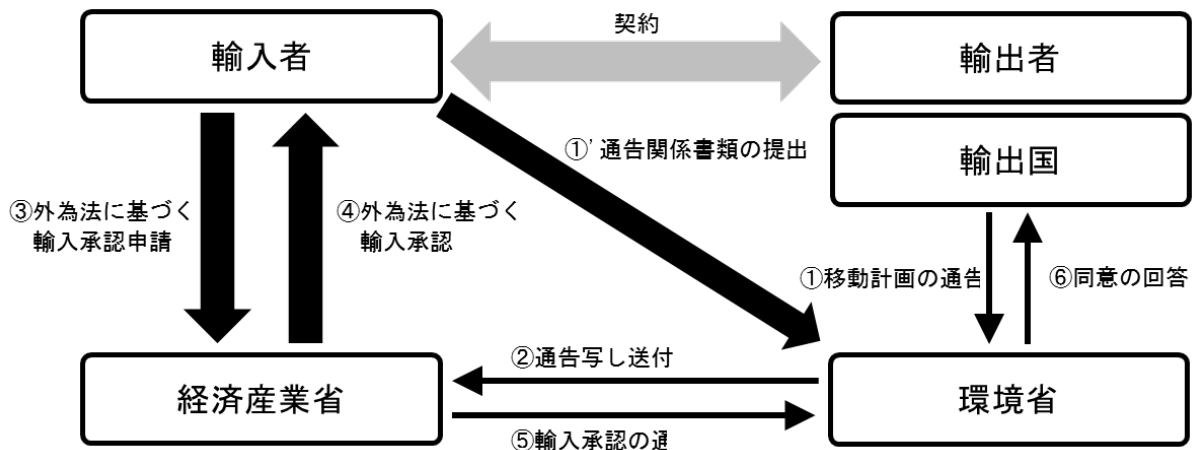 契約
輸入者
輸出者
①' 通告関係書類の提出
輸出国
③外為法に基づく
輸入承認申請
④外為法に基づく
輸入承認
①移動計画の通告
⑥同意の回答
②通告写し送付
経済産業省
環境省
⑤輸入承認の通